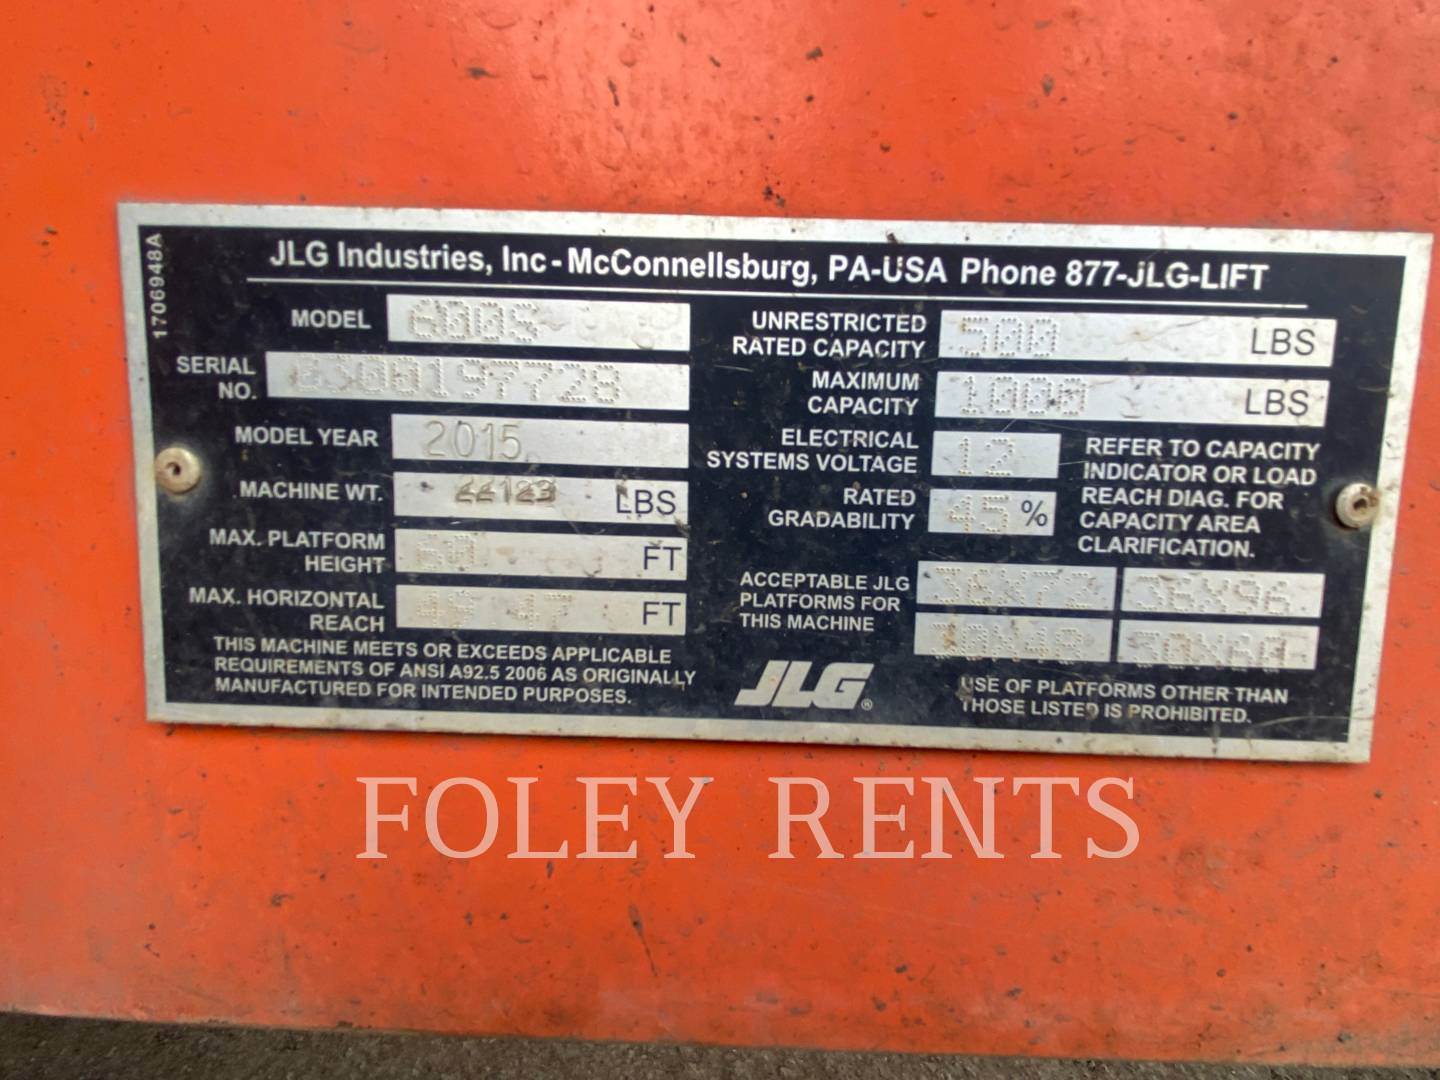 1706948A
JLG Industries, Inc - McConnellsburg, PA-USA Phone 877-JLG-LIFT
MODEL 600S
SERIAL NO. 0300197728
MODEL YEAR 2015
MACHINE WT. LBS
MAX. PLATFORM HEIGHT 60 FT
MAX. HORIZONTAL REACH FT
THIS MACHINE MEETS OR EXCEEDS APPLICABLE
REQUIREMENTS OF ANSI A92.5 2006 AS ORIGINALLY
MANUFACTURED FOR INTENDED PURPOSES.
UNRESTRICTED RATED CAPACITY 500 LBS
MAXIMUM CAPACITY 1000 LBS
ELECTRICAL SYSTEMS VOLTAGE 12
RATED GRADABILITY 45 %
REFER TO CAPACITY
INDICATOR OR LOAD
REACH DIAG. FOR
CAPACITY AREA
CLARIFICATION.
ACCEPTABLE JLG
PLATFORMS FOR
THIS MACHINE
36X72 36X96
JLG ®
USE OF PLATFORMS OTHER THAN
THOSE LISTED IS PROHIBITED.
FOLEY RENTS